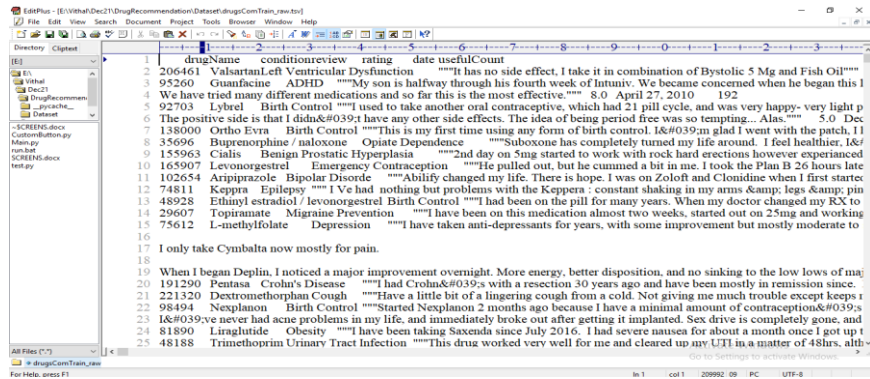 EditPlus - [E:\Vithal\Dec21\DrugRecommendation\Dataset\drugsComTrain_raw.tsv]
File Edit View Search Document Project Tools Browser Window Help
Directory Cliptext
[E:]
E:\
Vithal
Dec21
DrugRecommen
__pycache__
Dataset
~SCREENS.docx
CustomButton.py
Main.py
run.bat
SCREENS.docx
test.py
All Files (*.*)
----+----1----+----2----+----3----+----4----+----5----+----6----+----7----+----8----+----9----+----0----+----1----+----2----+----3--
1 drugName conditionreview rating date usefulCount
2 206461 ValsartanLeft Ventricular Dysfunction """It has no side effect, I take it in combination of Bystolic 5 Mg and Fish Oil"""
3 95260 Guanfacine ADHD """My son is halfway through his fourth week of Intuniv. We became concerned when he began this l
4 We have tried many different medications and so far this is the most effective.""" 8.0 April 27, 2010 192
5 92703 Lybrel Birth Control """I used to take another oral contraceptive, which had 21 pill cycle, and was very happy- very light p
6 The positive side is that I didn&#039;t have any other side effects. The idea of being period free was so tempting... Alas.""" 5.0 Dec
7 138000 Ortho Evra Birth Control """This is my first time using any form of birth control. I&#039;m glad I went with the patch, I l
8 35696 Buprenorphine / naloxone Opiate Dependence """Suboxone has completely turned my life around. I feel healthier, I&#
9 155963 Cialis Benign Prostatic Hyperplasia """2nd day on 5mg started to work with rock hard erections however experianced
10 165907 Levonorgestrel Emergency Contraception """He pulled out, but he cummed a bit in me. I took the Plan B 26 hours late
11 102654 Aripiprazole Bipolar Disorde """Abilify changed my life. There is hope. I was on Zoloft and Clonidine when I first started
12 74811 Keppra Epilepsy """ I Ve had nothing but problems with the Keppera : constant shaking in my arms &amp; legs &amp; pin
13 48928 Ethinyl estradiol / levonorgestrel Birth Control """I had been on the pill for many years. When my doctor changed my RX to
14 29607 Topiramate Migraine Prevention """I have been on this medication almost two weeks, started out on 25mg and working
15 75612 L-methylfolate Depression """I have taken anti-depressants for years, with some improvement but mostly moderate to
16
17 I only take Cymbalta now mostly for pain.
18
19 When I began Deplin, I noticed a major improvement overnight. More energy, better disposition, and no sinking to the low lows of maj
20 191290 Pentasa Crohn's Disease """I had Crohn&#039;s with a resection 30 years ago and have been mostly in remission since.
21 221320 Dextromethorphan Cough """Have a little bit of a lingering cough from a cold. Not giving me much trouble except keeps r
22 98494 Nexplanon Birth Control """Started Nexplanon 2 months ago because I have a minimal amount of contraception&#039;s
23 I&#039;ve never had acne problems in my life, and immediately broke out after getting it implanted. Sex drive is completely gone, and
24 81890 Liraglutide Obesity """I have been taking Saxenda since July 2016. I had severe nausea for about a month once I got up t
25 48188 Trimethoprim Urinary Tract Infection """This drug worked very well for me and cleared up my UTI in a matter of 48hrs, alth
Go to Settings to activate Windows.
drugsComTrain_raw
For Help, press F1 ln 1 col 1 209992 09 PC UTF-8